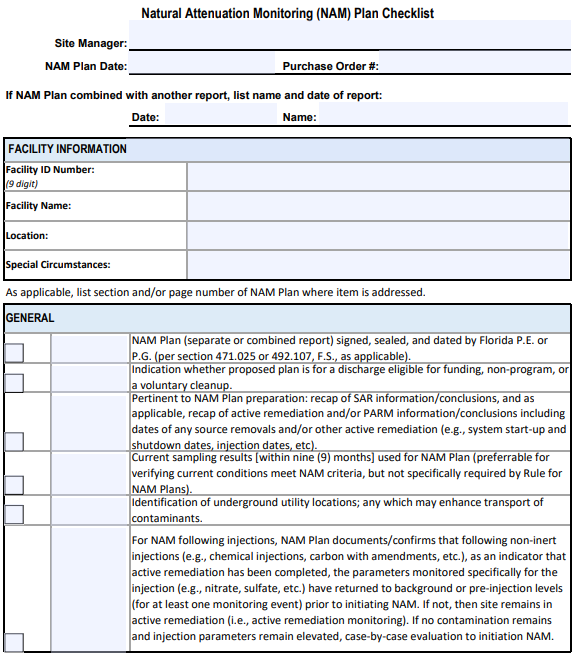 Natural Attenuation Monitoring (NAM) Plan Checklist
Site Manager:
NAM Plan Date: Purchase Order #:
If NAM Plan combined with another report, list name and date of report:
Date: Name:
FACILITY INFORMATION
Facility ID Number:
(9 digit)
Facility Name:
Location:
Special Circumstances:
As applicable, list section and/or page number of NAM Plan where item is addressed.
GENERAL
NAM Plan (separate or combined report) signed, sealed, and dated by Florida P.E. or
P.G. (per section 471.025 or 492.107, F.S., as applicable).
Indication whether proposed plan is for a discharge eligible for funding, non-program, or
a voluntary cleanup.
Pertinent to NAM Plan preparation: recap of SAR information/conclusions, and as
applicable, recap of active remediation and/or PARM information/conclusions including
dates of any source removals and/or other active remediation (e.g., system start-up and
shutdown dates, injection dates, etc).
Current sampling results [within nine (9) months] used for NAM Plan (preferrable for
verifying current conditions meet NAM criteria, but not specifically required by Rule for
NAM Plans).
Identification of underground utility locations; any which may enhance transport of
contaminants.
For NAM following injections, NAM Plan documents/confirms that following non-inert
injections (e.g., chemical injections, carbon with amendments, etc.), as an indicator that
active remediation has been completed, the parameters monitored specifically for the
injection (e.g., nitrate, sulfate, etc.) have returned to background or pre-injection levels
(for at least one monitoring event) prior to initiating NAM. If not, then site remains in
active remediation (i.e., active remediation monitoring). If no contamination remains
and injection parameters remain elevated, case-by-case evaluation to initiation NAM.